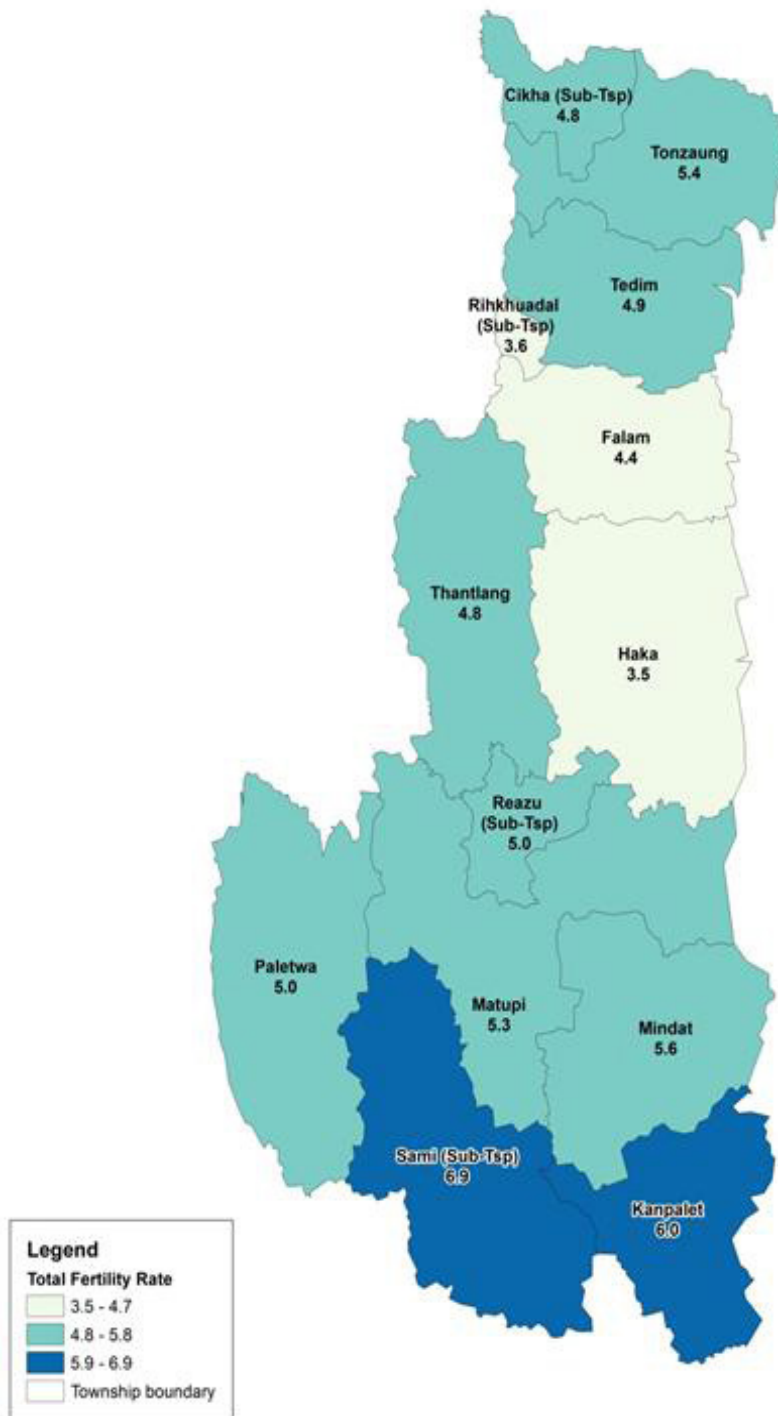 Cikha (Sub-Tsp)
4.8
Tonzaung
5.4
Tedim
4.9
Rihkhuadal
(Sub-Tsp)
3.6
Falam
4.4
Thantlang
4.8
Haka
3.5
Reazu
(Sub-Tsp)
5.0
Paletwa
5.0
Matupi
5.3
Mindat
5.6
Sami (Sub-Tsp)
6.9
Kanpalet
6.0
Legend
Total Fertility Rate
3.5 - 4.7
4.8 - 5.8
5.9 - 6.9
Township boundary